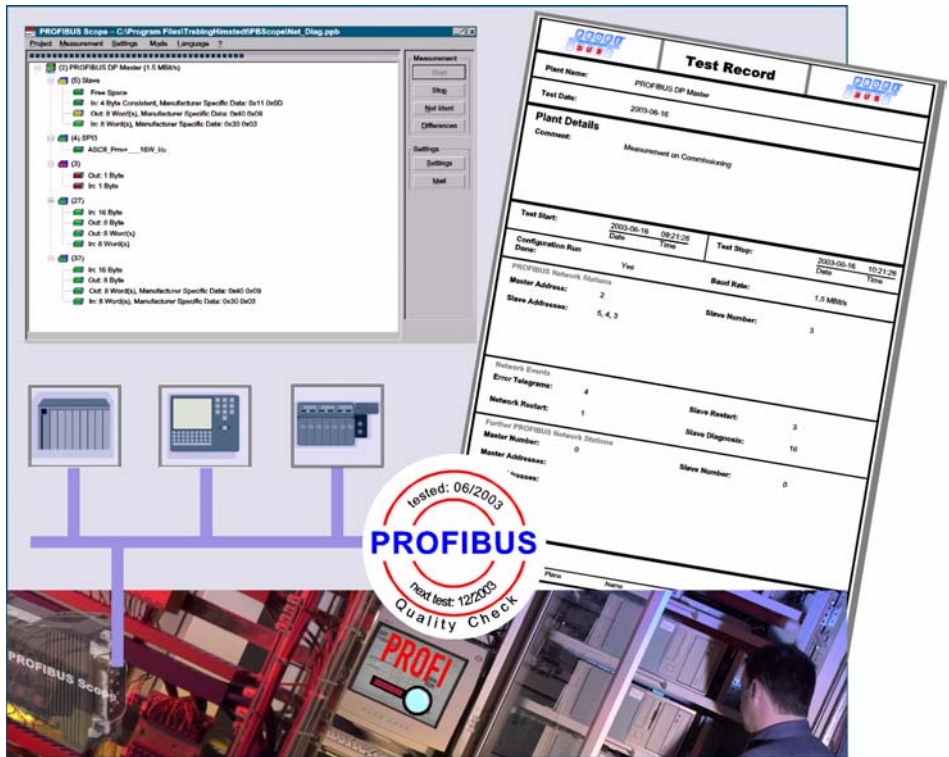 PROFIBUS Scope – C:\Program Files\TrebingHimstedt\PBScope\Net_Diag.ppb
Project Measurement Settings Mode Language ?
(2) PROFIBUS DP Master (1.5 MBit/s)
(5) Slave
Free Space
In: 4 Byte Consistent, Manufacturer Specific Data: 0x11 0x0D
Out: 8 Word(s), Manufacturer Specific Data: 0x40 0x09
In: 8 Word(s), Manufacturer Specific Data: 0x30 0x03
(4) SPI3
(3)
Out: 1 Byte
In: 1 Byte
(27)
In: 16 Byte
Out: 8 Byte
Out: 8 Word(s)
In: 8 Word(s)
In: 16 Byte
Out: 8 Byte
Out: 8 Word(s), Manufacturer Specific Data: 0x40 0x09
In: 8 Word(s), Manufacturer Specific Data: 0x30 0x03
Measurement
Start
Stop
Net Ident
Differences
Settings
Settings
Mail
PROFI
BUS
Test Record
PROFI
BUS
Plant Name: PROFIBUS DP Master
Test Date: 2003-06-16
Plant Details
Comment: Measurement on Commissioning
Test Start: 2003-06-16 09:21:26 Test Stop: 2003-06-16 10:21:26
Date Time Date Time
Configuration Run Done: Yes Baud Rate: 1.5 MBit/s
PROFIBUS Network Stations
Master Address: 2 Slave Number: 3
Slave Addresses: 5, 4, 3
Network Events
Error Telegrams: 4 Slave Restart: 3
Network Restart: 1 Slave Diagnosis: 16
Further PROFIBUS Network Stations
Master Number: 0 Slave Number: 0
Master Addresses:
Place Name
tested: 06/2003
PROFIBUS
next test: 12/2003
Quality Check
PROFIBUS Scope
PROFI